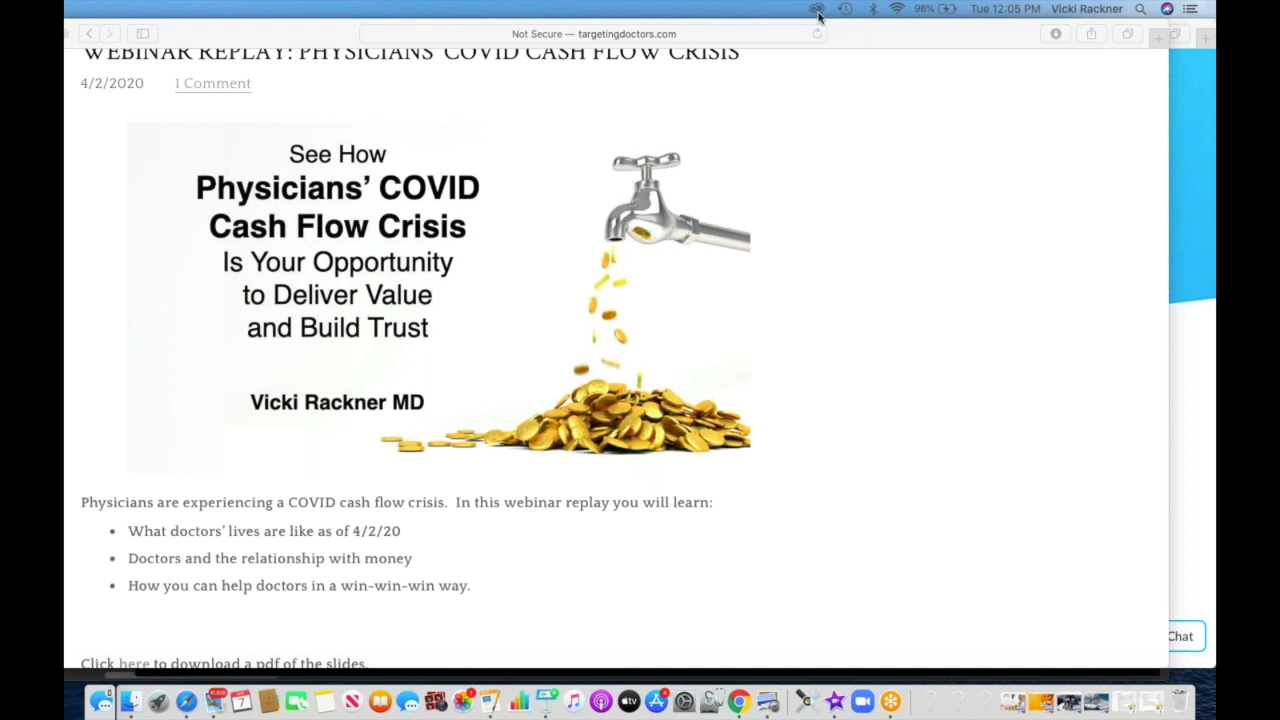 96%
Tue 12:05 PM
Vicki Rackner
Not Secure — targetingdoctors.com
WEBINAR REPLAY: PHYSICIANS' COVID CASH FLOW CRISIS
4/2/2020
1 Comment
See How
Physicians’ COVID
Cash Flow Crisis
Is Your Opportunity
to Deliver Value
and Build Trust
Vicki Rackner MD
Physicians are experiencing a COVID cash flow crisis.  In this webinar replay you will learn:
• What doctors’ lives are like as of 4/2/20
• Doctors and the relationship with money
• How you can help doctors in a win-win-win way.
Click here to download a pdf of the slides.
Chat
7
tv